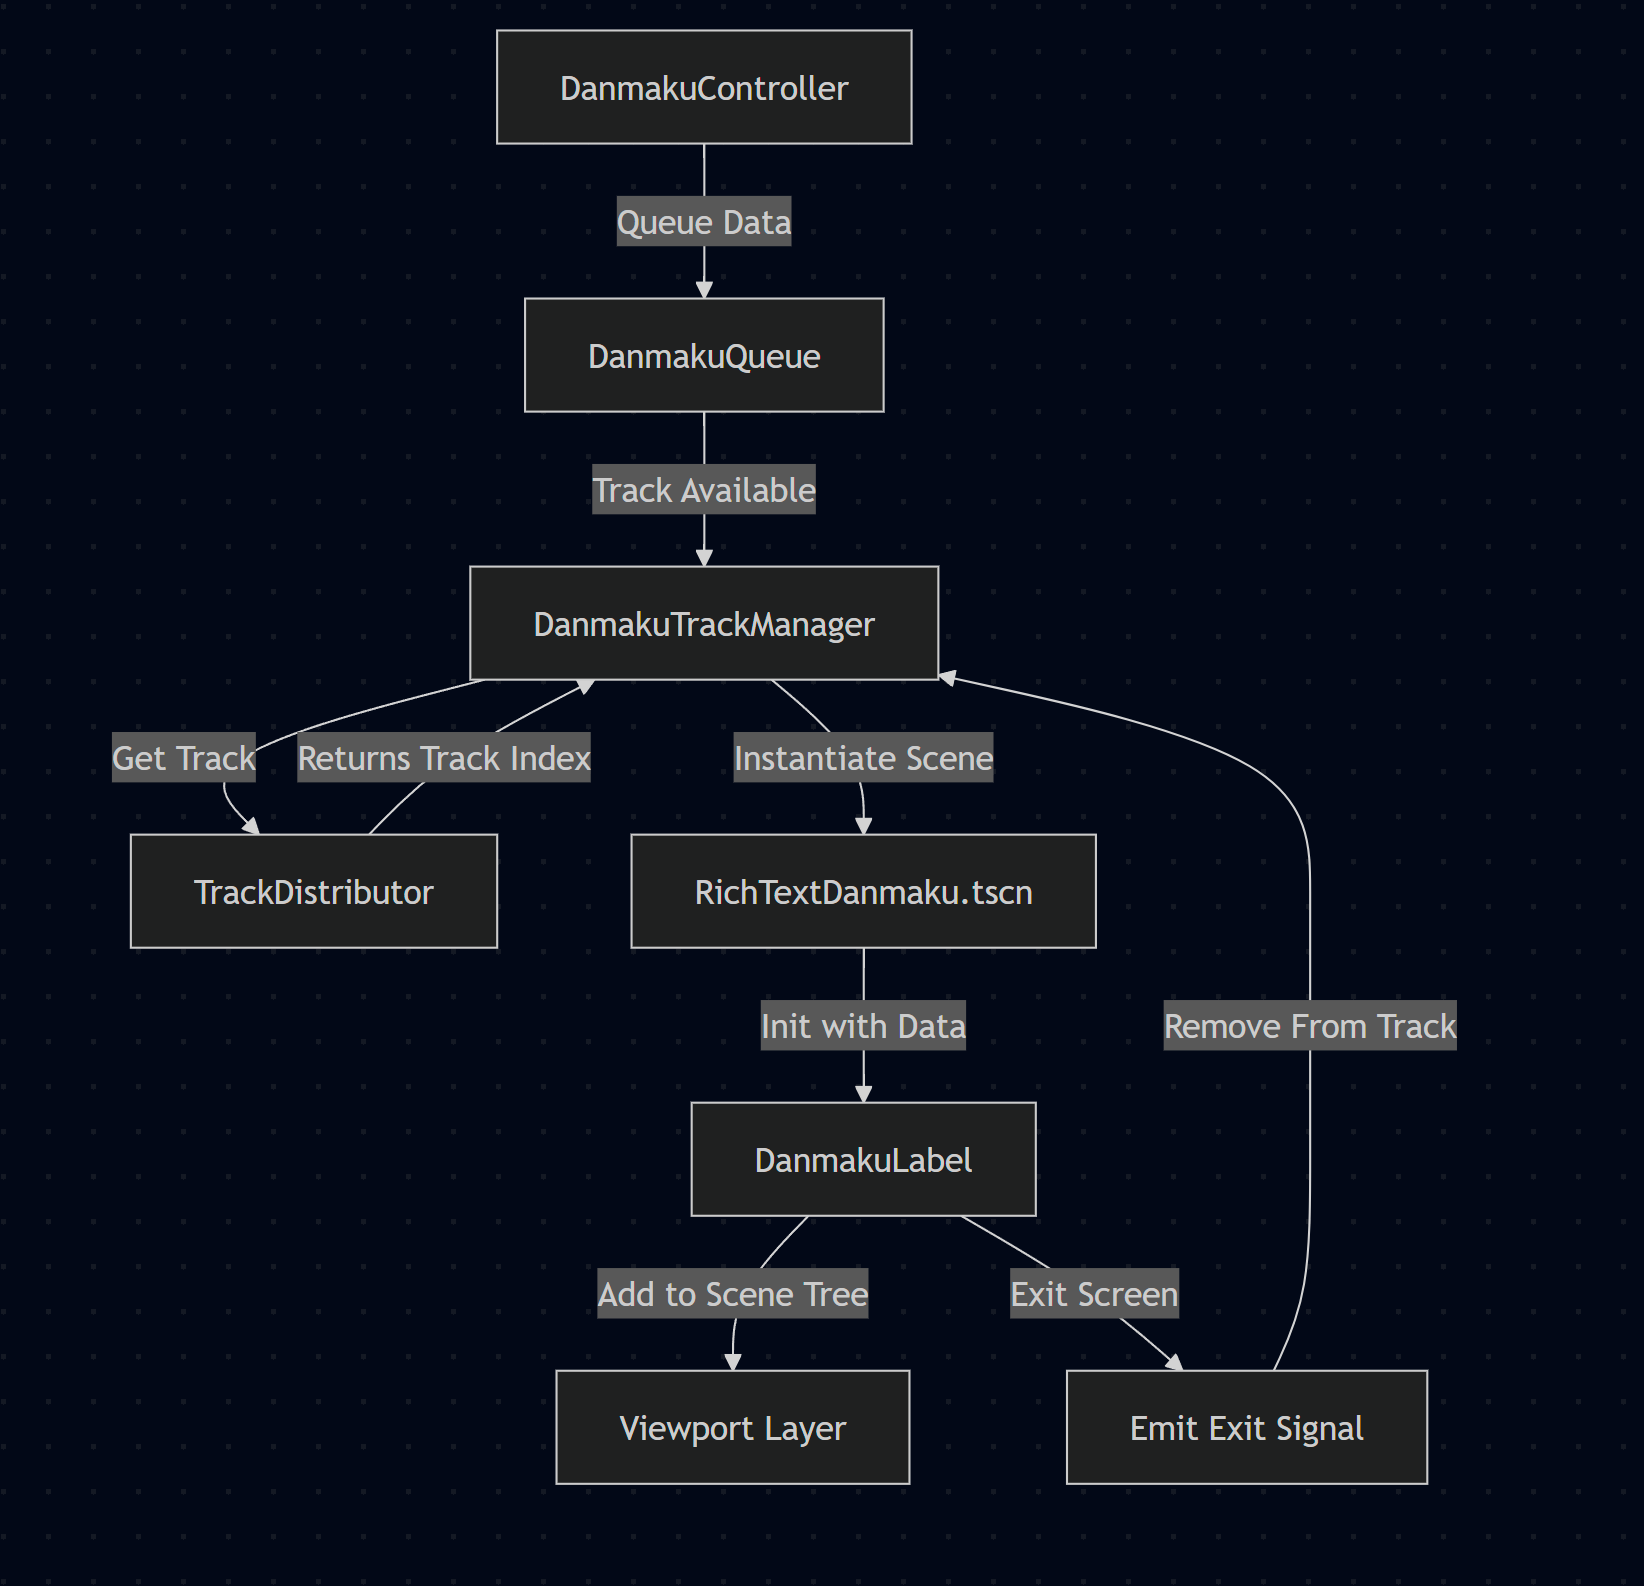 DanmakuController
Queue Data
DanmakuQueue
Track Available
DanmakuTrackManager
Get Track
Returns Track Index
Instantiate Scene
TrackDistributor
RichTextDanmaku.tscn
Init with Data
Remove From Track
DanmakuLabel
Add to Scene Tree
Exit Screen
Viewport Layer
Emit Exit Signal